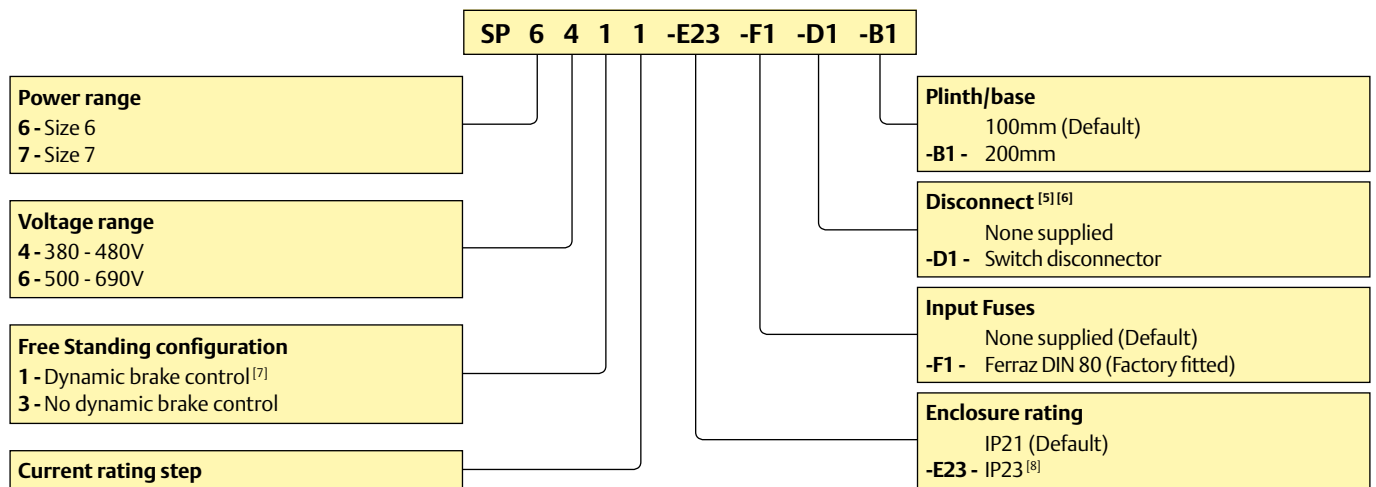 SP 6 4 1 1 -E23 -F1 -D1 -B1
Power range
6 - Size 6
7 - Size 7
Voltage range
4 - 380 - 480V
6 - 500 - 690V
Free Standing configuration
1 - Dynamic brake control [7]
3 - No dynamic brake control
Current rating step
Plinth/base
100mm (Default)
-B1 - 200mm
Disconnect [5] [6]
None supplied
-D1 - Switch disconnector
Input Fuses
None supplied (Default)
-F1 - Ferraz DIN 80 (Factory fitted)
Enclosure rating
IP21 (Default)
-E23 - IP23 [8]